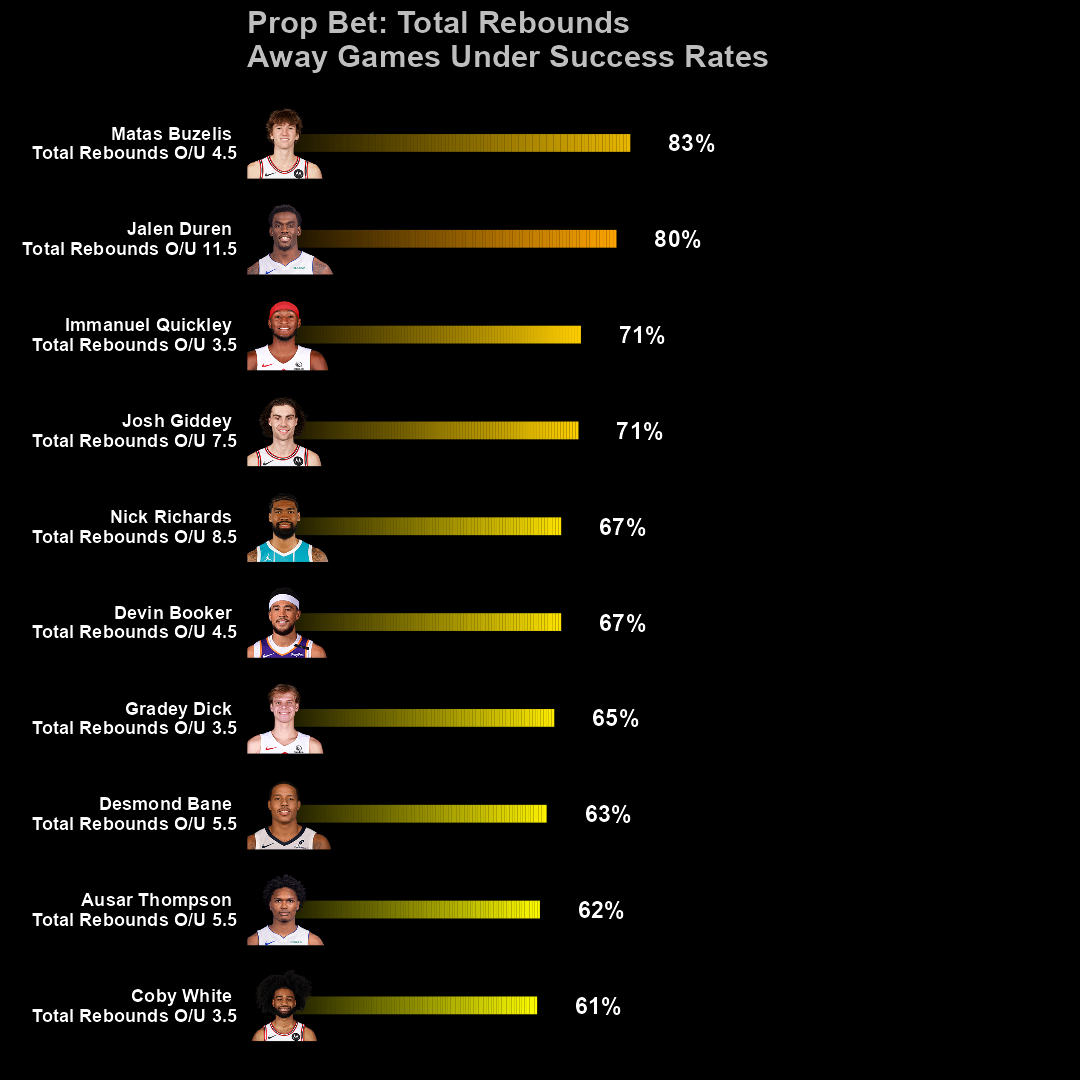 Prop Bet: Total Rebounds
Away Games Under Success Rates
Matas Buzelis
Total Rebounds O/U 4.5
83%
Jalen Duren
Total Rebounds O/U 11.5
80%
Immanuel Quickley
Total Rebounds O/U 3.5
71%
Josh Giddey
Total Rebounds O/U 7.5
71%
Nick Richards
Total Rebounds O/U 8.5
67%
Devin Booker
Total Rebounds O/U 4.5
67%
Gradey Dick
Total Rebounds O/U 3.5
65%
Desmond Bane
Total Rebounds O/U 5.5
63%
Ausar Thompson
Total Rebounds O/U 5.5
62%
Coby White
Total Rebounds O/U 3.5
61%